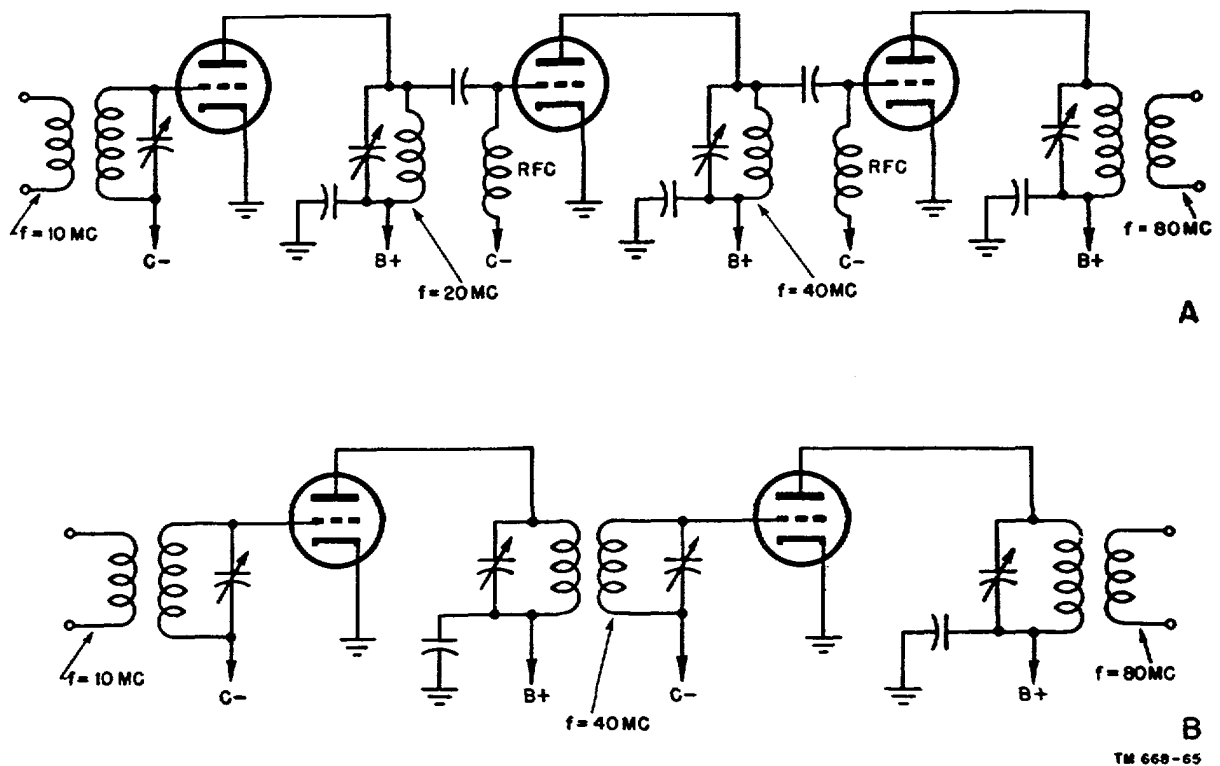 RFC
RFC
f = 10 MC
C–
B+
C–
f = 20 MC
B+
C–
f = 40 MC
B+
f = 80 MC
A
f = 10 MC
C–
B+
C–
f = 40 MC
B+
f = 80 MC
B
TM 668-65